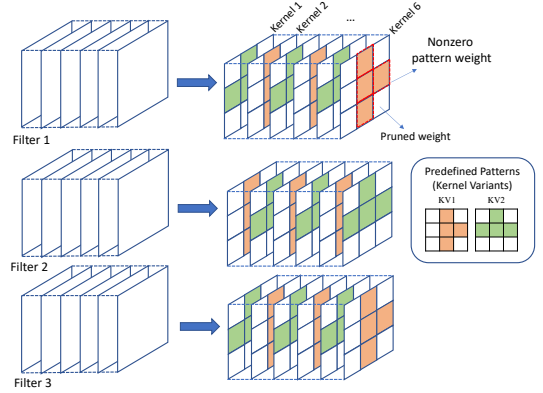 Kernel 1
Kernel 2
...
Kernel 6
Nonzero
pattern weight
Pruned weight
Filter 1
Predefined Patterns
(Kernel Variants)
KV1 KV2
Filter 2
Filter 3